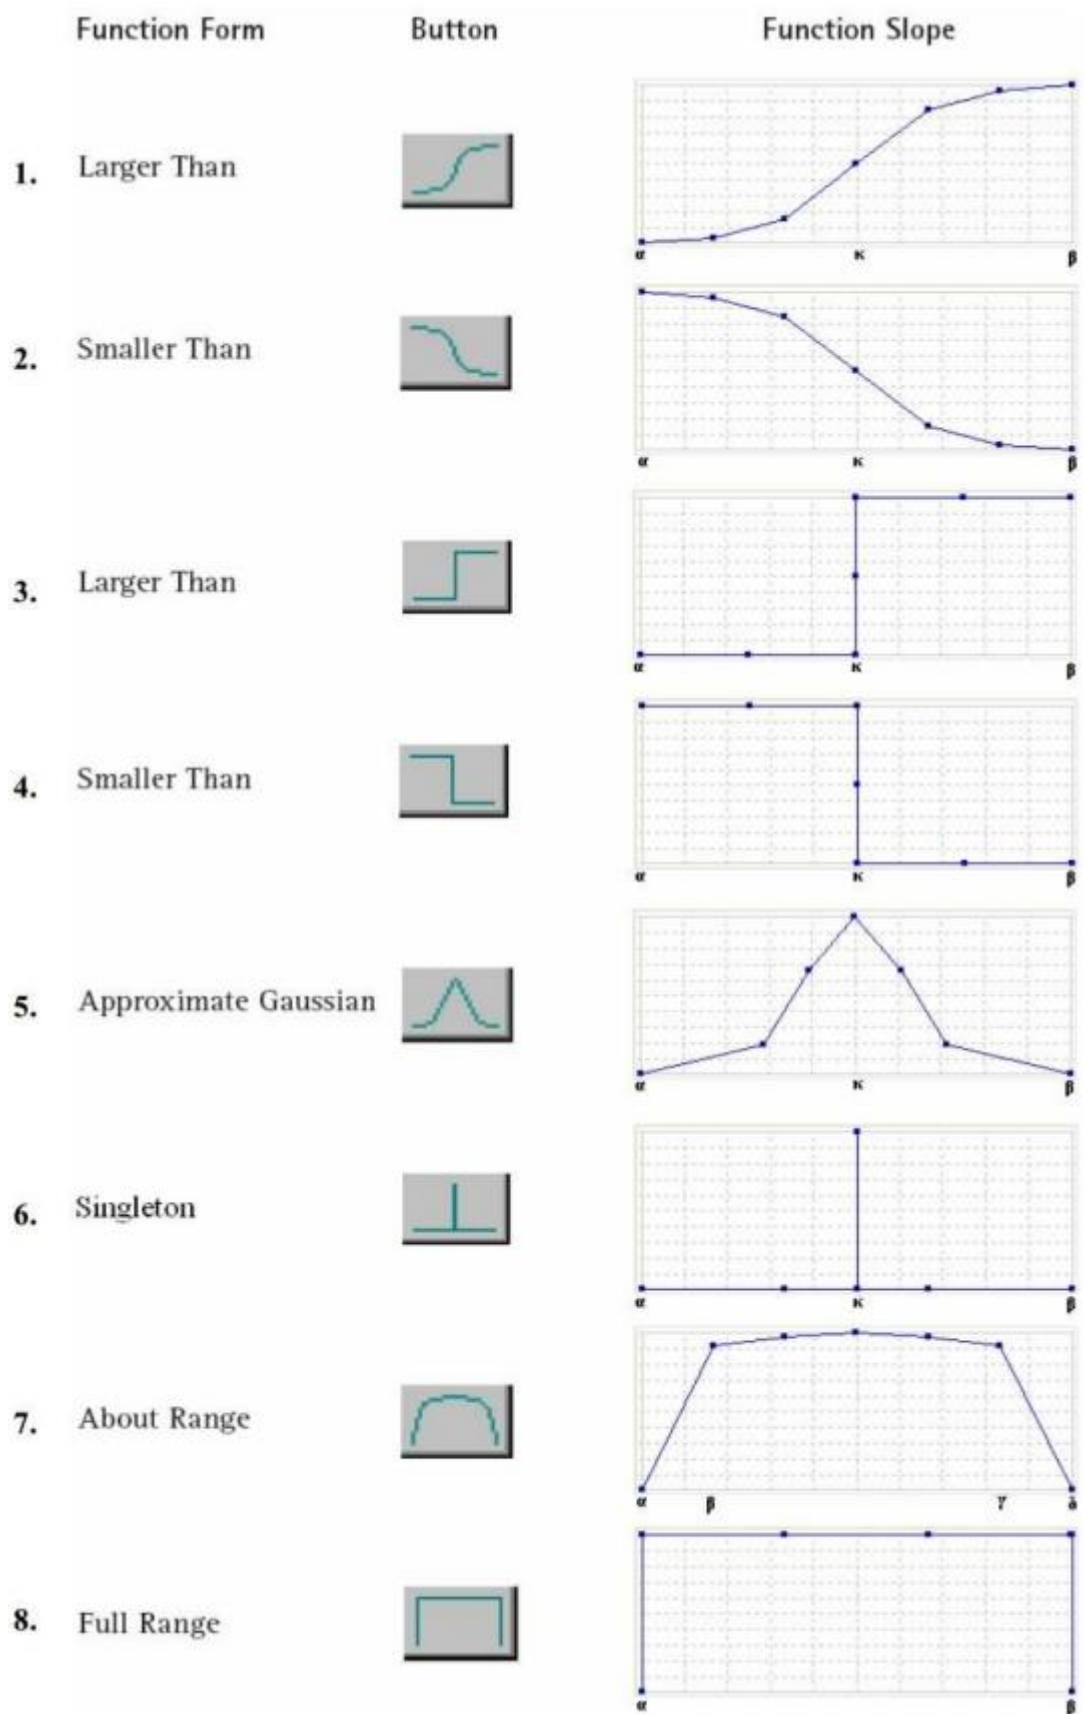 Function Form Button Function Slope
1. Larger Than
α κ β
2. Smaller Than
α κ β
3. Larger Than
α κ β
4. Smaller Than
α κ β
5. Approximate Gaussian
α κ β
6. Singleton
α κ β
7. About Range
α β γ δ
8. Full Range
α β